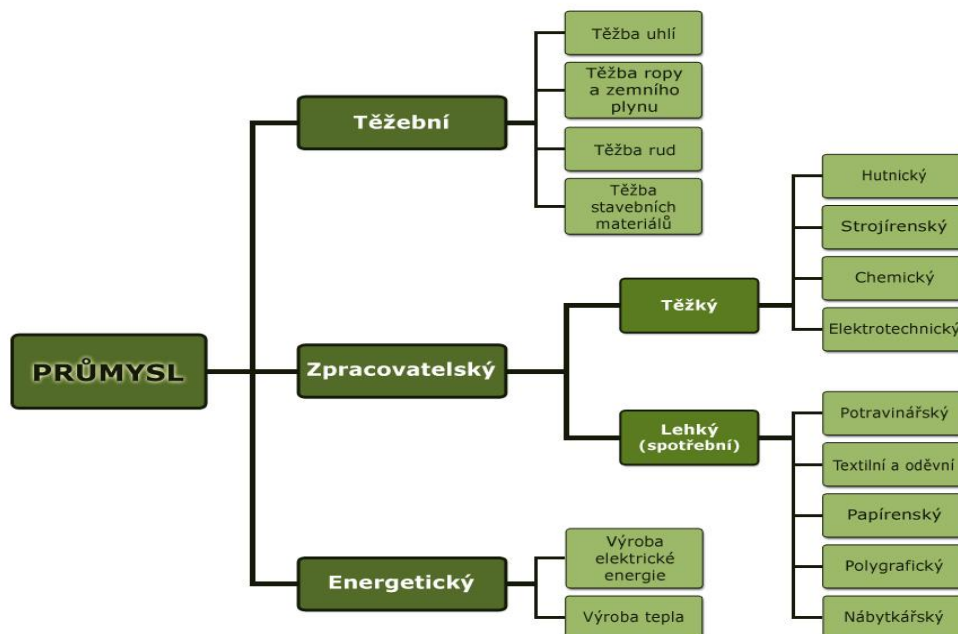 PRŮMYSL
Těžební
Těžba uhlí
Těžba ropy
a zemního
plynu
Těžba rud
Těžba
stavebních
materiálů
Zpracovatelský
Těžký
Hutnický
Strojírenský
Chemický
Elektrotechnický
Lehký
(spotřební)
Potravinářský
Textilní a oděvní
Papírenský
Polygrafický
Nábytkářský
Energetický
Výroba
elektrické
energie
Výroba tepla